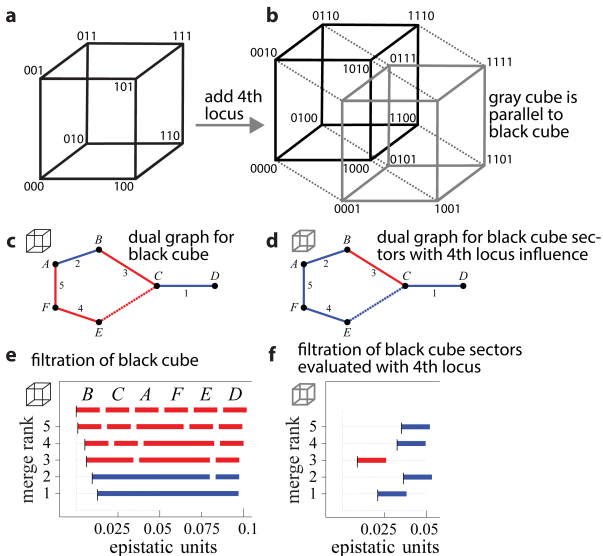 a
011
111
001
101
010
110
000
100
add 4th
locus
b
0110
1110
0010
1010
0111
1111
0100
1100
0101
1101
0000
1000
0001
1001
gray cube is
parallel to
black cube
c
dual graph for
black cube
B
A
2
3
C
D
5
1
F
4
E
d
dual graph for black cube sec-
tors with 4th locus influence
B
A
2
3
C
D
5
1
F
4
E
e filtration of black cube
B C A F E D
5
4
3
2
1
merge rank
0.025 0.05 0.075 0.1
epistatic units
f filtration of black cube sectors
evaluated with 4th locus
5
4
3
2
1
merge rank
0.025 0.05
epistatic units